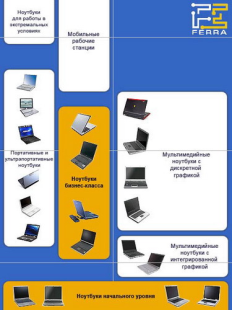 Ноутбуки
для работы в
экстремальных
условиях
Мобильные
рабочие
станции
FERRA
Портативные и
ультрапортативные
ноутбуки
Ноутбуки
бизнес-класса
Мультимедийные
ноутбуки с
дискретной
графикой
Мультимедийные
ноутбуки с
интегрированной
графикой
Ноутбуки начального уровня